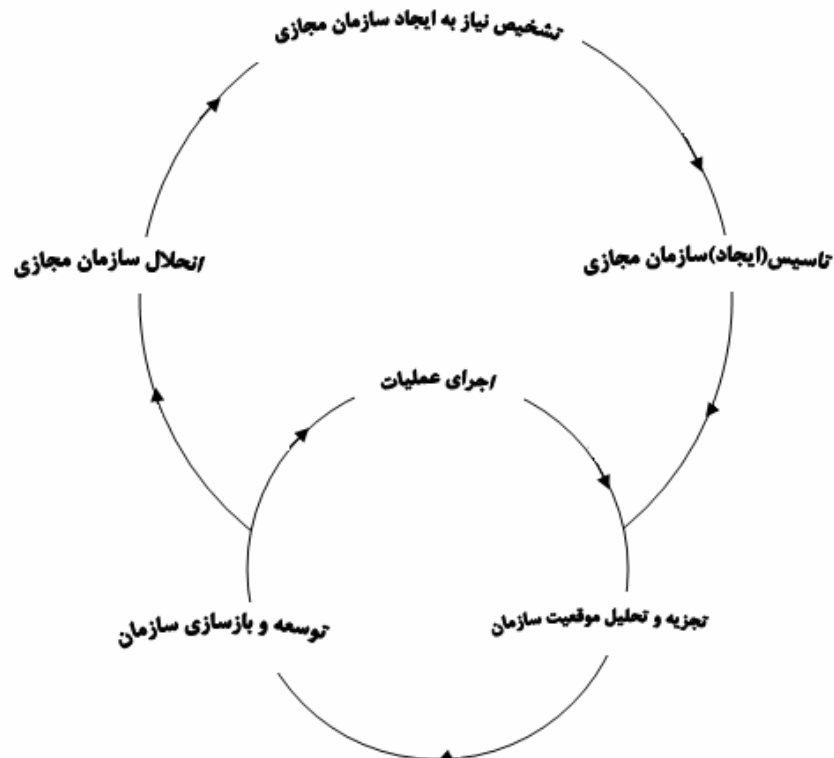 تشخیص نیاز به ایجاد سازمان مجازی
تاسیس(ایجاد)سازمان مجازی
انحلال سازمان مجازی
اجرای عملیات
تجزیه و تحلیل موقعیت سازمان
توسعه و بازسازی سازمان